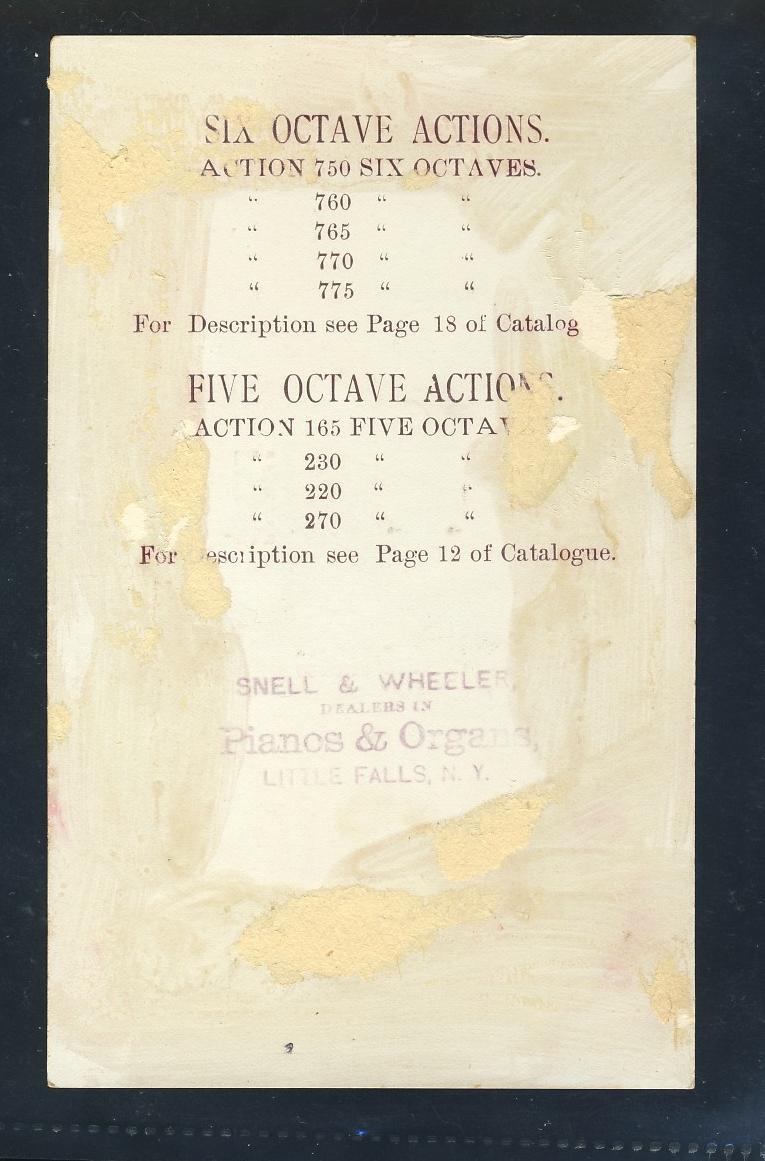 SIX OCTAVE ACTIONS.
ACTION 750 SIX OCTAVES.
“ 760 “ “
“ 765 “ “
“ 770 “ “
“ 775 “ “
For Description see Page 18 of Catalog
FIVE OCTAVE ACTIONS.
ACTION 165 FIVE OCTAV
“ 230 “ “
“ 220 “ “
“ 270 “ “
For escription see Page 12 of Catalogue.
SNELL & WHEELER,
DEALERS IN
Pianos & Organs,
LITTLE FALLS, N. Y.